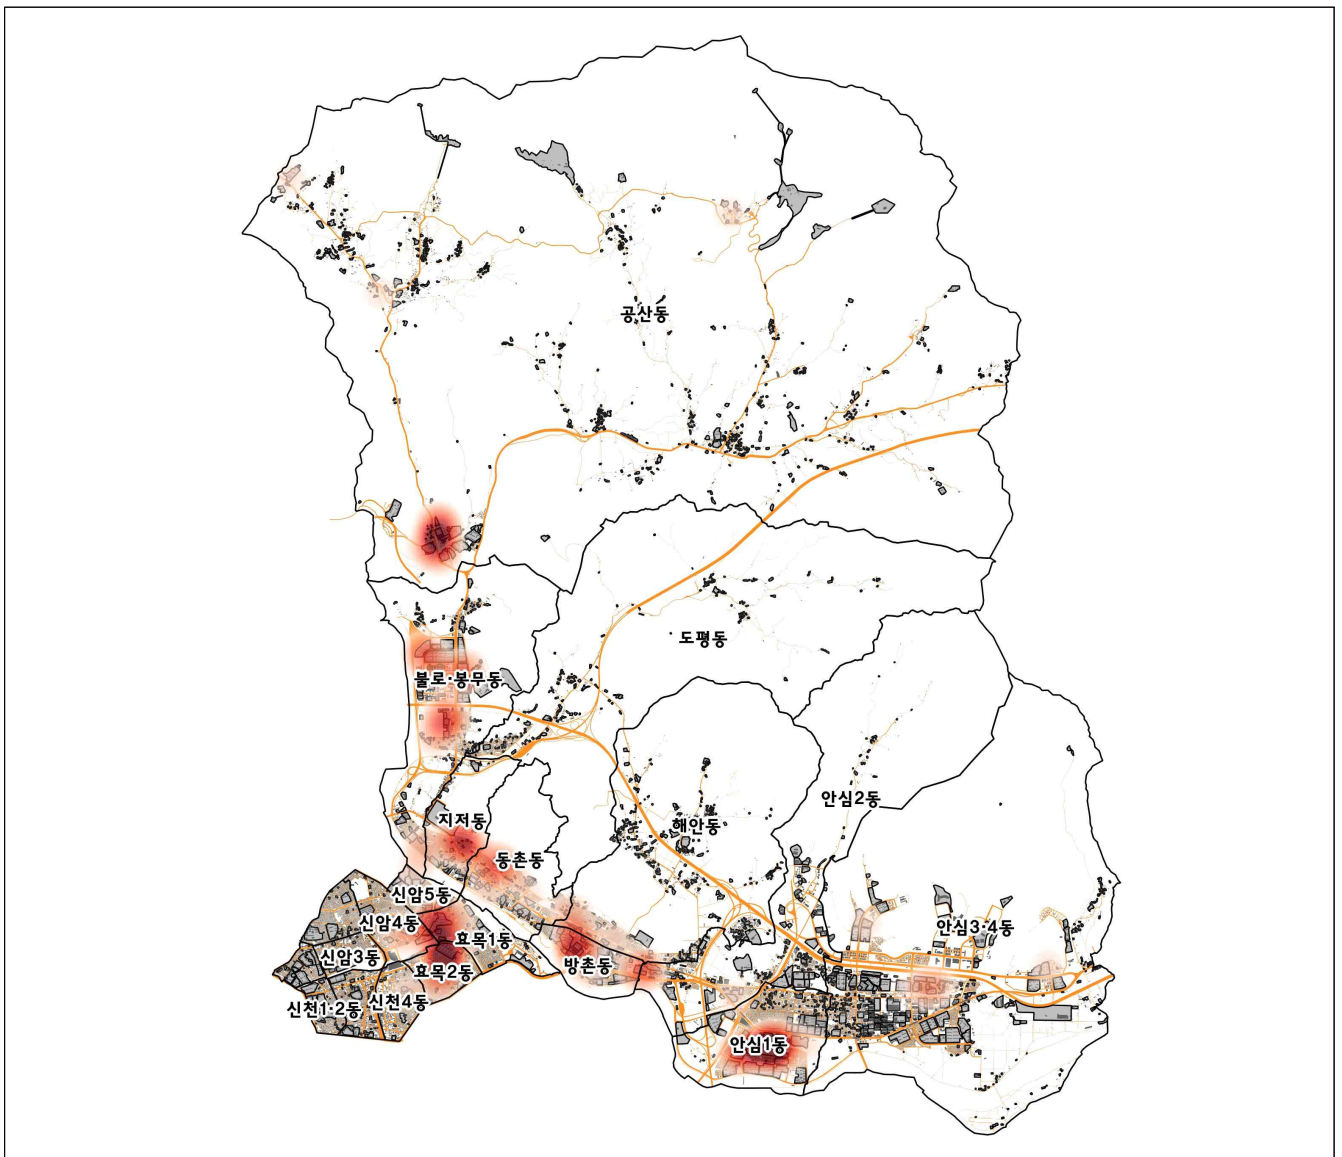 공산동
도평동
불로·봉무동
안심2동
지저동
해안동
동촌동
신암5동
신암4동
안심3·4동
효목1동
신암3동
방촌동
효목2동
신천4동
신천1·2동
안심1동